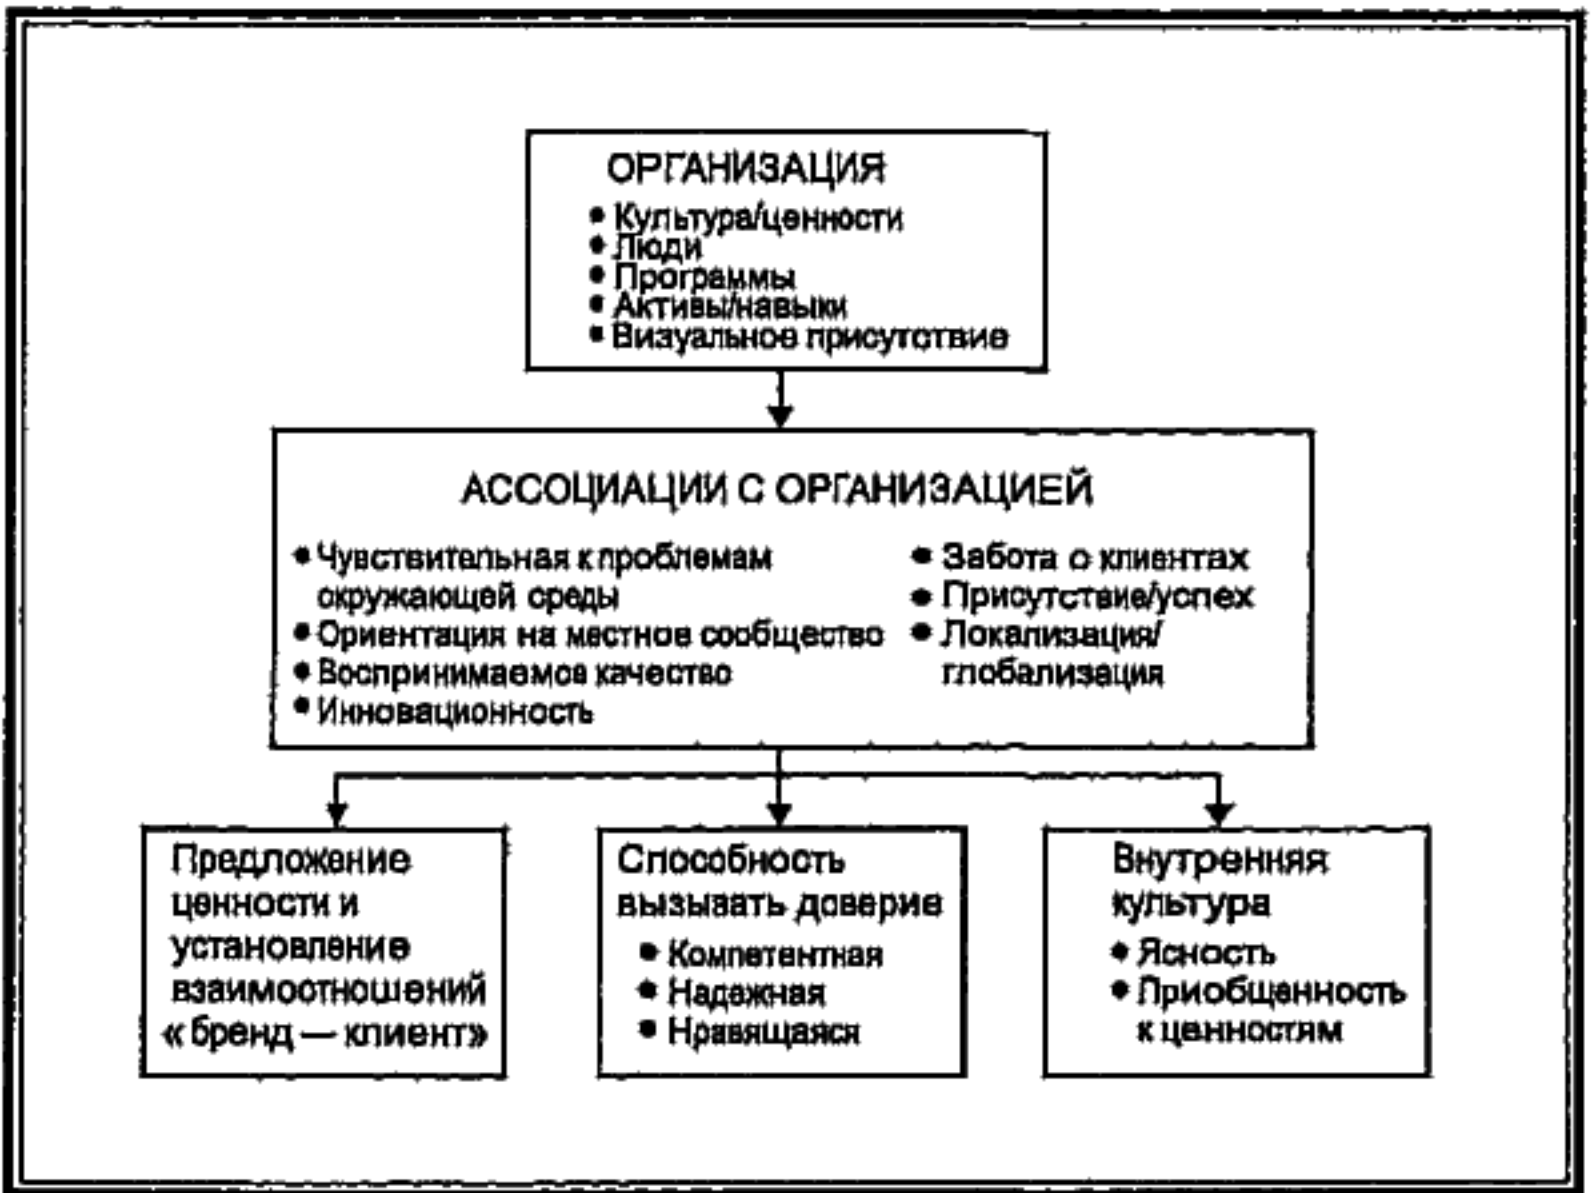 ОРГАНИЗАЦИЯ
• Культура/ценности
• Люди
• Программы
• Активы/навыки
• Визуальное присутствие
АССОЦИАЦИИ С ОРГАНИЗАЦИЕЙ
• Чувствительная к проблемам
окружающей среды
• Ориентация на местное сообщество
• Воспринимаемое качество
• Инновационность
• Забота о клиентах
• Присутствие/успех
• Локализация/
глобализация
Предложение
ценности и
установление
взаимоотношений
«бренд — клиент»
Способность
вызывать доверие
• Компетентная
• Надежная
• Нравящаяся
Внутренняя
культура
• Ясность
• Приобщенность
к ценностям